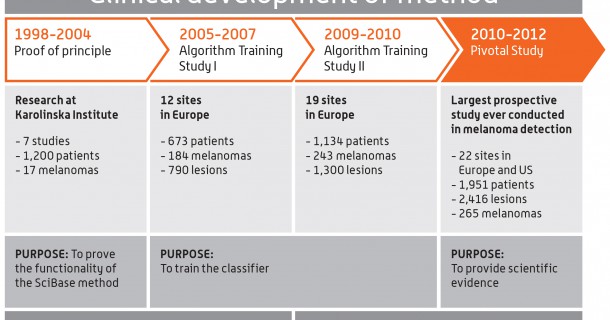 Clinical development of method
1998-2004
Proof of principle
2005-2007
Algorithm Training
Study I
2009-2010
Algorithm Training
Study II
2010-2012
Pivotal Study
Research at
Karolinska Institute
- 7 studies
- 1,200 patients
- 17 melanomas
12 sites
in Europe
- 673 patients
- 184 melanomas
- 790 lesions
19 sites
in Europe
- 1,134 patients
- 243 melanomas
- 1,300 lesions
Largest prospective
study ever conducted
in melanoma detection
- 22 sites in
Europe and US
- 1,951 patients
- 2,416 lesions
- 265 melanomas
PURPOSE: To prove
the functionality of
the SciBase method
PURPOSE:
To train the classifier
PURPOSE:
To provide scientific
evidence